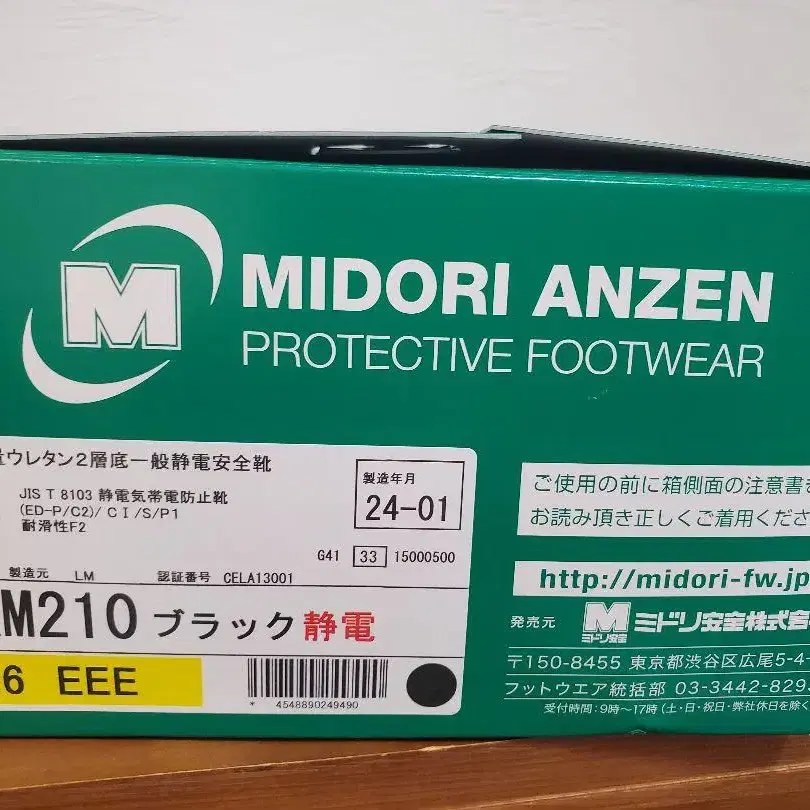 M
MIDORI ANZEN
PROTECTIVE FOOTWEAR
ウレタン2層底一般静電安全靴
JIS T 8103 静電気帯電防止靴
(ED-P/C2)/ CI/S/P1
耐滑性F2
製造年月
24-01
G41 33 15000500
製造元 LM 認証番号 CELA13001
M210 ブラック 静電
6 EEE
* 4548890249490
ご使用の前に箱側面の注意書き
お読み頂き正しくご着用くださ
http://midori-fw.jp
発売元 M ミドリ安全 ミドリ安全株式会
〒150-8455 東京都渋谷区広尾5-4-
フットウエア統括部 03-3442-829
受付時間:9時~17時(土・日・祝日・弊社休日を除く